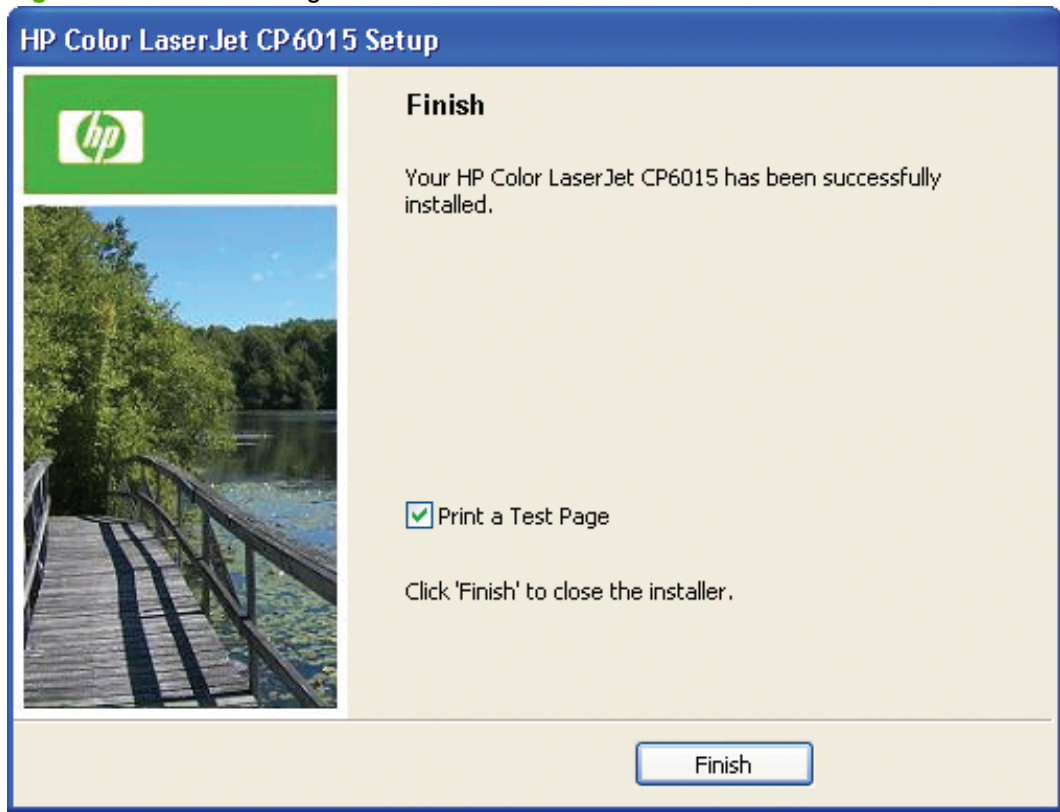 HP Color LaserJet CP6015 Setup
hp
Finish
Your HP Color LaserJet CP6015 has been successfully
installed.
Print a Test Page
Click 'Finish' to close the installer.
Finish